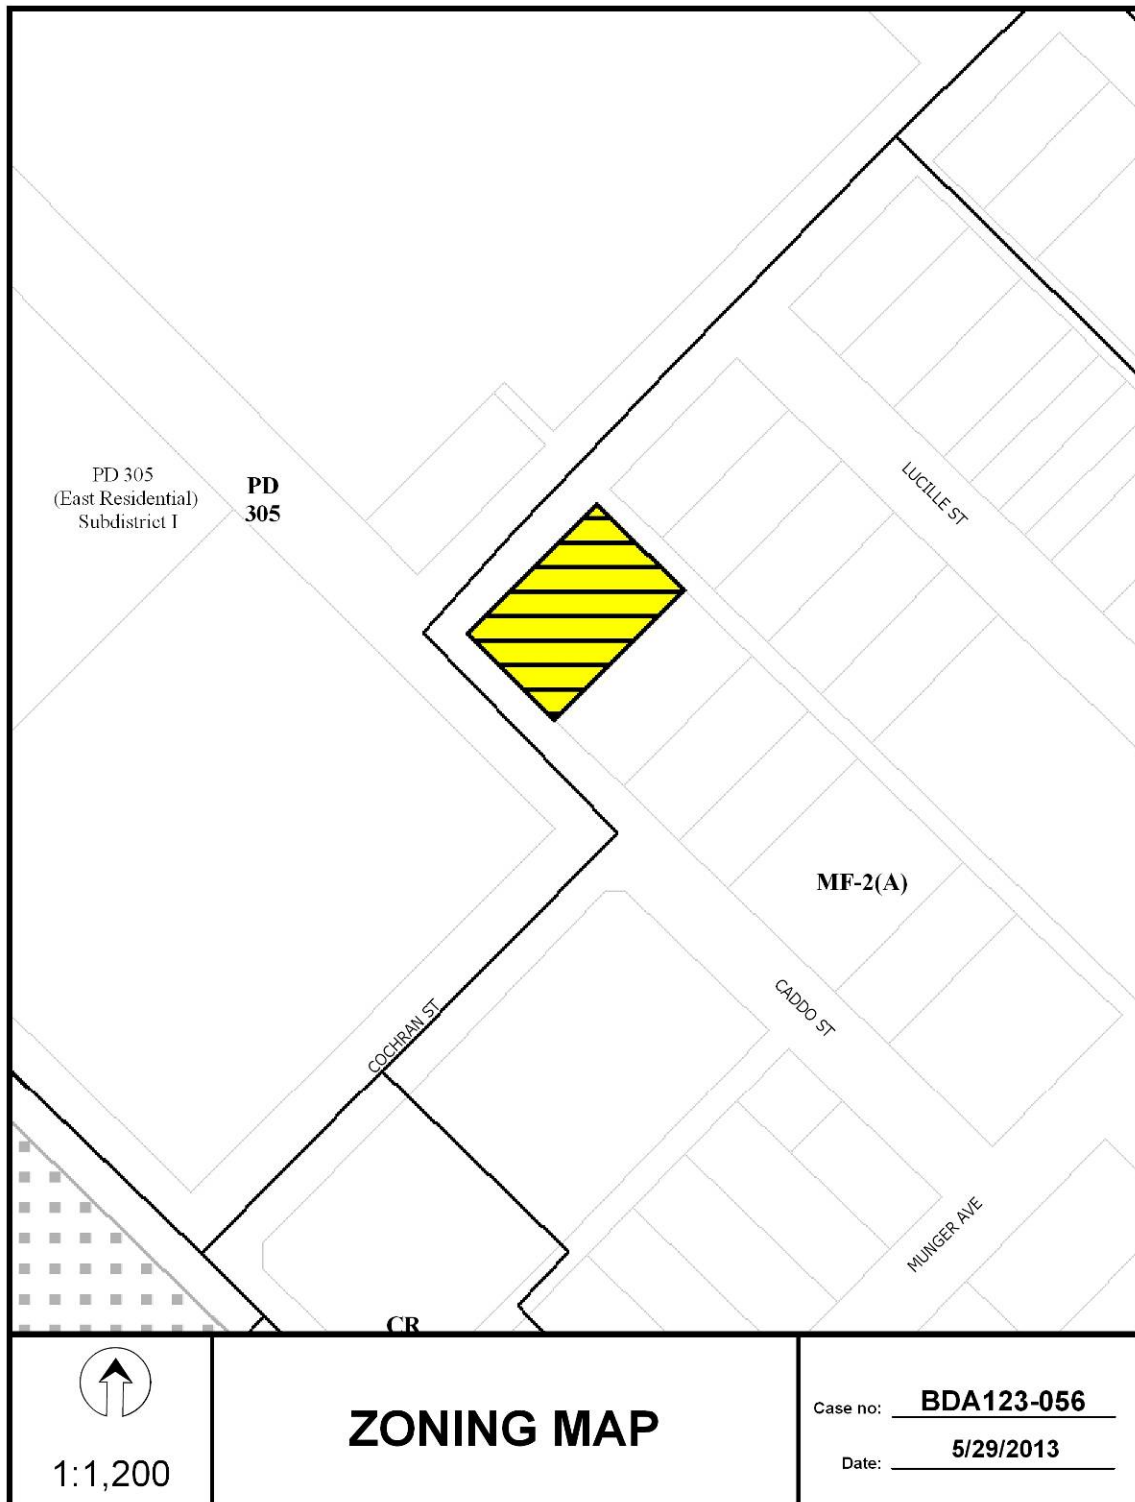 LUCILLE ST
PD 305
(East Residential)
Subdistrict I
PD
305
MF-2(A)
CADDO ST
COCHRAN ST
MUNGER AVE
CR
1:1,200
ZONING MAP
Case no: BDA123-056
Date: 5/29/2013